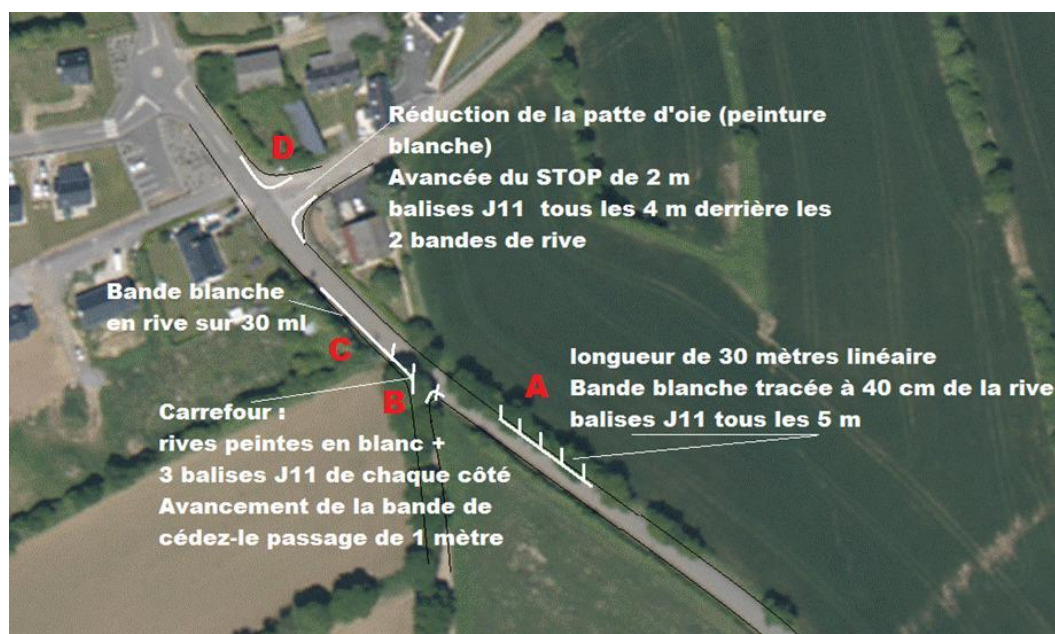 D
Réduction de la patte d'oie (peinture
blanche)
Avancée du STOP de 2 m
balises J11 tous les 4 m derrière les
2 bandes de rive
Bande blanche
en rive sur 30 ml
C
A
longueur de 30 mètres linéaire
Bande blanche tracée à 40 cm de la rive
balises J11 tous les 5 m
B
Carrefour :
rives peintes en blanc +
3 balises J11 de chaque côté
Avancement de la bande de
cédez-le passage de 1 mètre